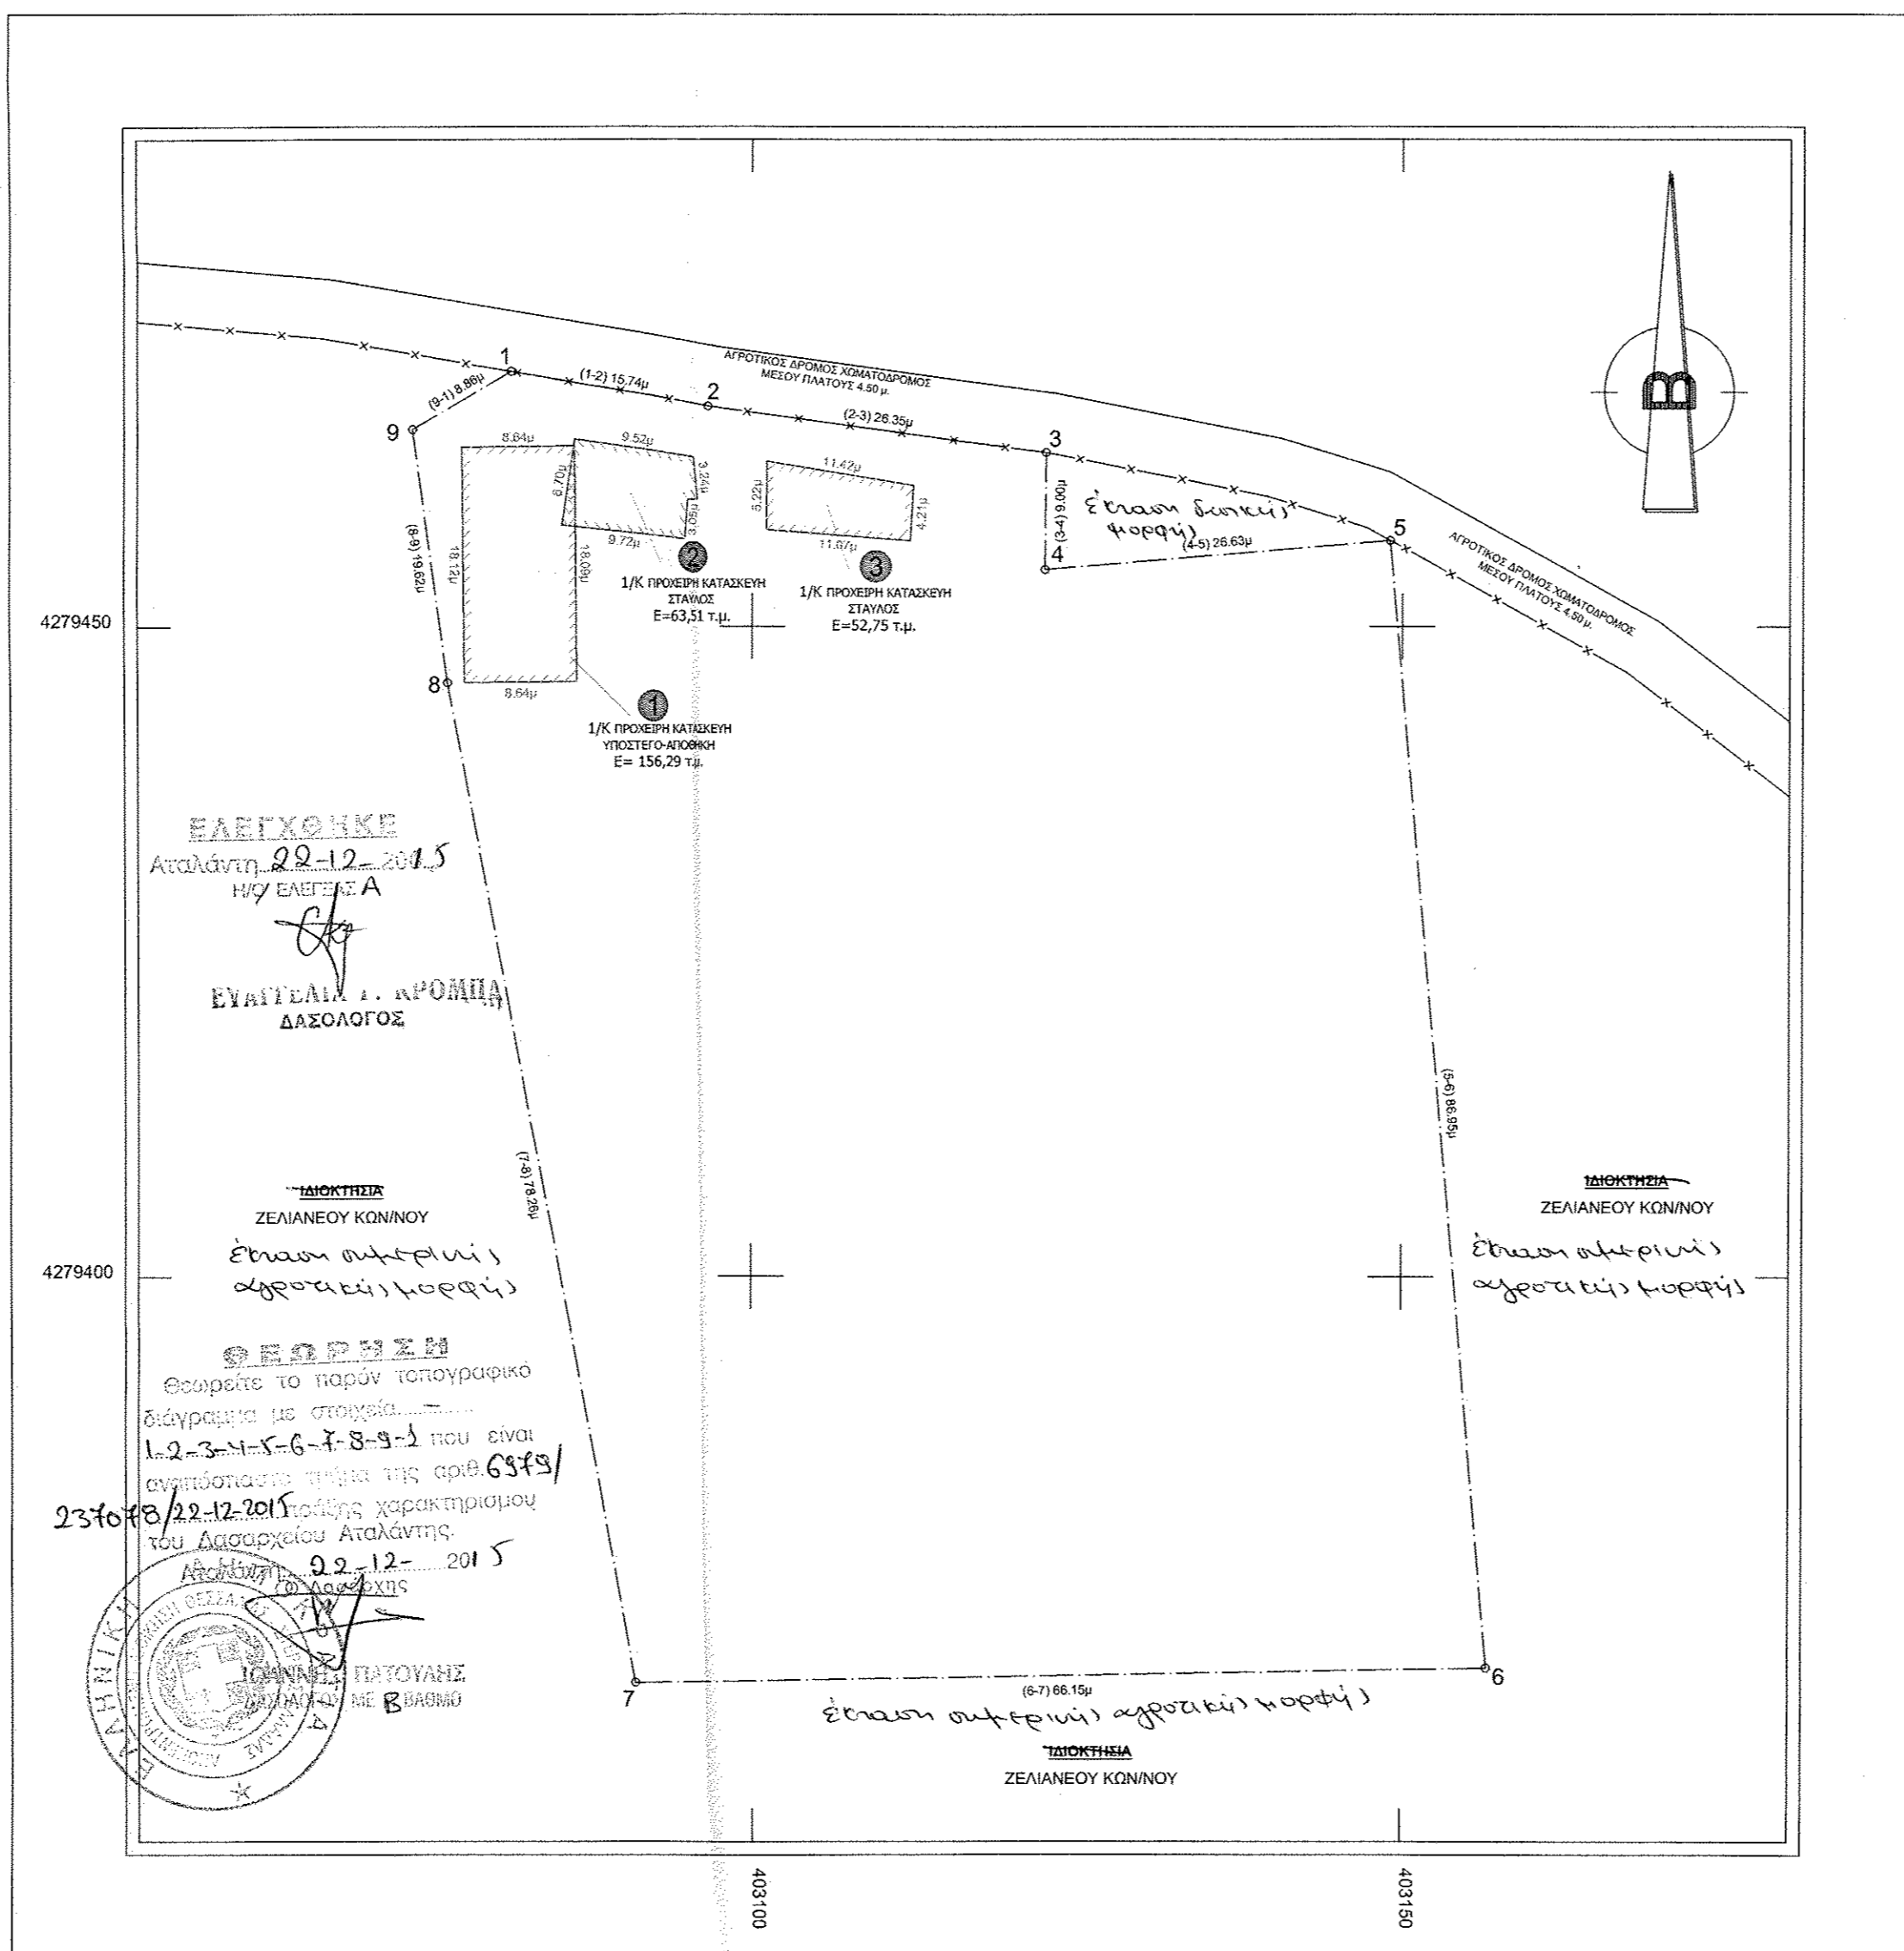 ΑΓΡΟΤΙΚΟΣ ΔΡΟΜΟΣ ΧΩΜΑΤΟΔΡΟΜΟΣ
ΜΕΣΟΥ ΠΛΑΤΟΥΣ 4.50 μ.
B
1
(1-2) 15.74μ
2
(9-1) 8.86μ
9
(2-3) 26.35μ
3
8.64μ
9.52μ
3.24μ
8.70μ
3.05μ
9.72μ
11.42μ
5.22μ
4.21μ
11.67μ
(3-4) 9.00μ
έκταση δασικής
μορφής
4
(4-5) 26.63μ
5
ΑΓΡΟΤΙΚΟΣ ΔΡΟΜΟΣ ΧΩΜΑΤΟΔΡΟΜΟΣ
ΜΕΣΟΥ ΠΛΑΤΟΥΣ 4.50 μ.
(8-9) 19.62μ
18.12μ
18.09μ
2
1/Κ ΠΡΟΧΕΙΡΗ ΚΑΤΑΣΚΕΥΗ
ΣΤΑΥΛΟΣ
Ε=63,51 τ.μ.
3
1/Κ ΠΡΟΧΕΙΡΗ ΚΑΤΑΣΚΕΥΗ
ΣΤΑΥΛΟΣ
Ε=52,75 τ.μ.
4279450
8
8.64μ
1
1/Κ ΠΡΟΧΕΙΡΗ ΚΑΤΑΣΚΕΥΗ
ΥΠΟΣΤΕΓΟ-ΑΠΟΘΗΚΗ
Ε= 156,29 τ.μ.
ΕΛΕΓΧΘΗΚΕ
Αταλάντη 22-12-2015
Η/Ο ΕΛΕΓΞΑΣΑ
ΕΥΑΓΓΕΛΙΑ Γ. ΚΡΟΜΠΑ
ΔΑΣΟΛΟΓΟΣ
(5-6) 86.95μ
(7-8) 78.26μ
ΙΔΙΟΚΤΗΣΙΑ
ΖΕΛΙΑΝΕΟΥ ΚΩΝ/ΝΟΥ
έκταση σημερινής
αγροτικής μορφής
ΙΔΙΟΚΤΗΣΙΑ
ΖΕΛΙΑΝΕΟΥ ΚΩΝ/ΝΟΥ
έκταση σημερινής
αγροτικής μορφής
4279400
ΘΕΩΡΗΣΗ
Θεωρείτε το παρόν τοπογραφικό
διάγραμμα με στοιχεία —
1-2-3-4-5-6-7-8-9-1 που είναι
αναπόσπαστο τμήμα της αριθ. 6979/
237078/22-12-2015 πράξης χαρακτηρισμού
του Δασαρχείου Αταλάντης.
Αταλάντη 22-12- 2015
Ο Δασάρχης
ΙΩΑΝΝΗΣ ΠΑΤΟΥΛΗΣ
ΔΑΣΟΛΟΓΟΣ ΜΕ Β ΒΑΘΜΟ
7
(6-7) 66.15μ
6
έκταση σημερινής αγροτικής μορφής
ΙΔΙΟΚΤΗΣΙΑ
ΖΕΛΙΑΝΕΟΥ ΚΩΝ/ΝΟΥ
403100
403150